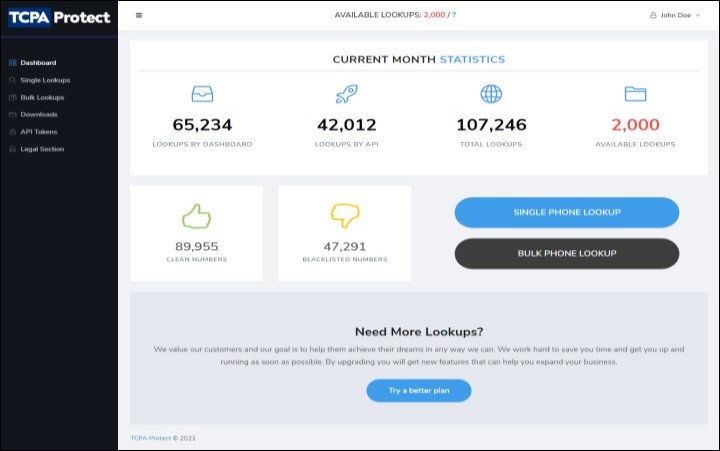 TCPA Protect
Dashboard
Single Lookups
Bulk Lookups
Downloads
API Tokens
Legal Section
AVAILABLE LOOKUPS: 2,000 / ?
John Doe
CURRENT MONTH STATISTICS
65,234
LOOKUPS BY DASHBOARD
42,012
LOOKUPS BY API
107,246
TOTAL LOOKUPS
2,000
AVAILABLE LOOKUPS
89,955
CLEAN NUMBERS
47,291
BLACKLISTED NUMBERS
SINGLE PHONE LOOKUP
BULK PHONE LOOKUP
Need More Lookups?
We value our customers and our goal is to help them achieve their dreams in any way we can. We work hard to save you time and get you up and
running as soon as possible. By upgrading you will get new features that can help you expand your business.
Try a better plan
TCPA Protect © 2021